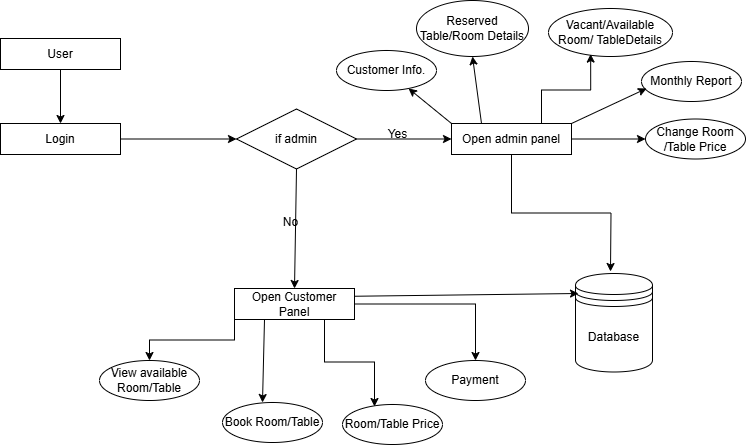 Reserved
Table/Room Details
Vacant/Available
Room/ TableDetails
User
Customer Info.
Monthly Report
Login
if admin
Yes
Open admin panel
Change Room
/Table Price
No
Open Customer
Panel
Database
View available
Room/Table
Payment
Book Room/Table
Room/Table Price